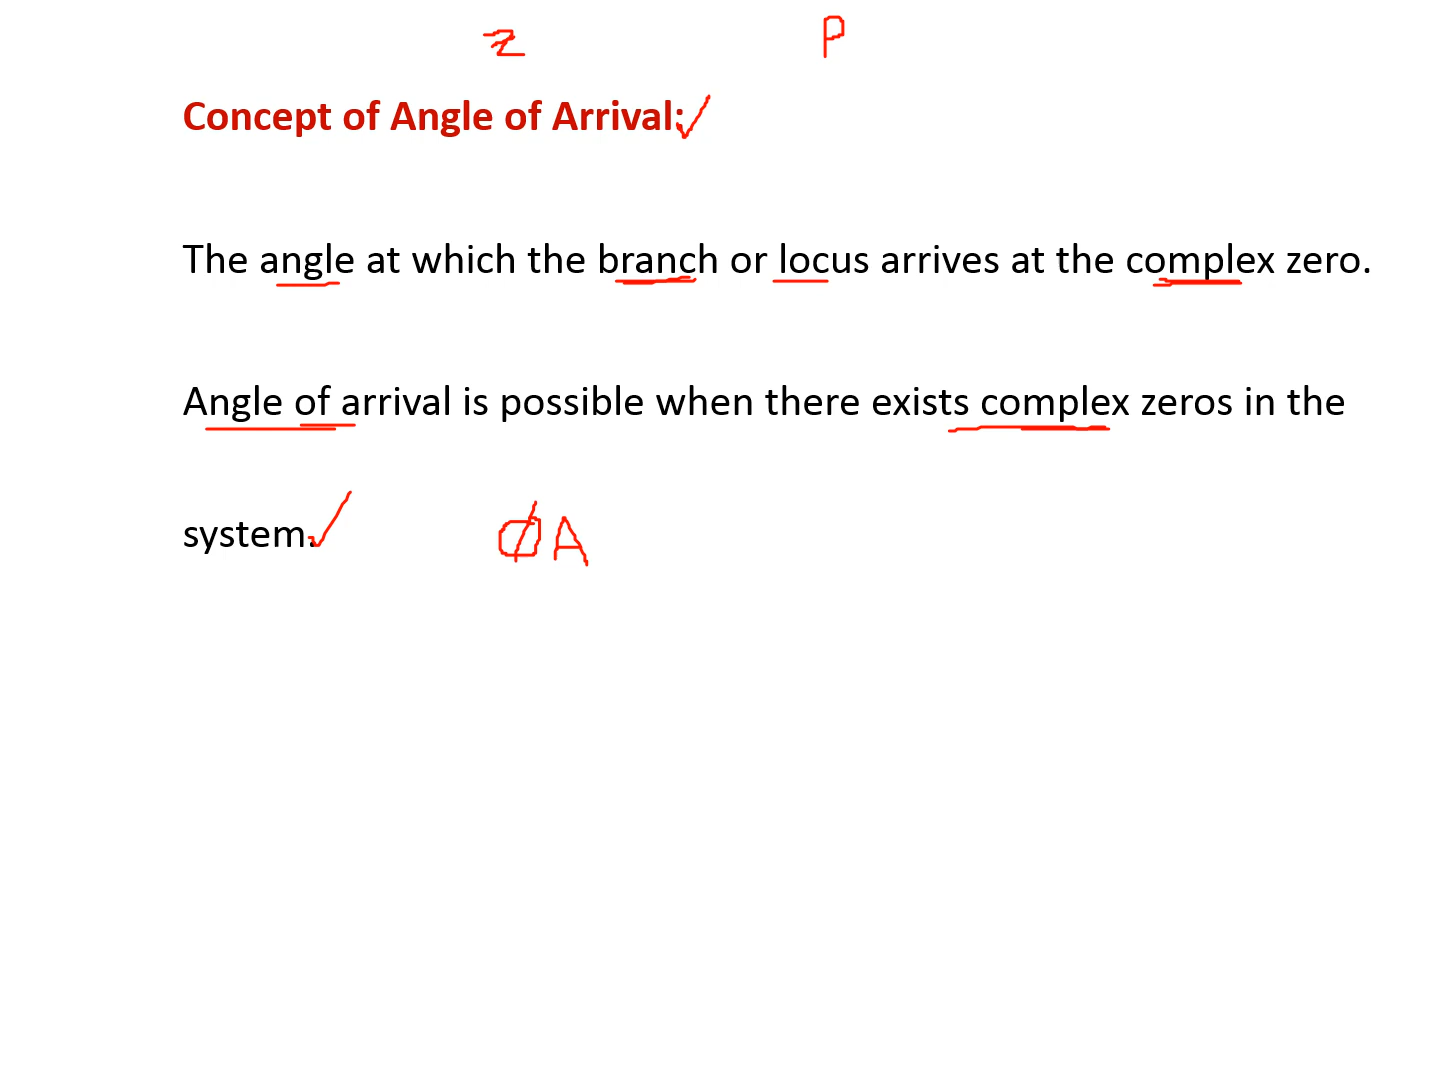 Z P
Concept of Angle of Arrival:
The angle at which the branch or locus arrives at the complex zero.
Angle of arrival is possible when there exists complex zeros in the
system.
ϕA